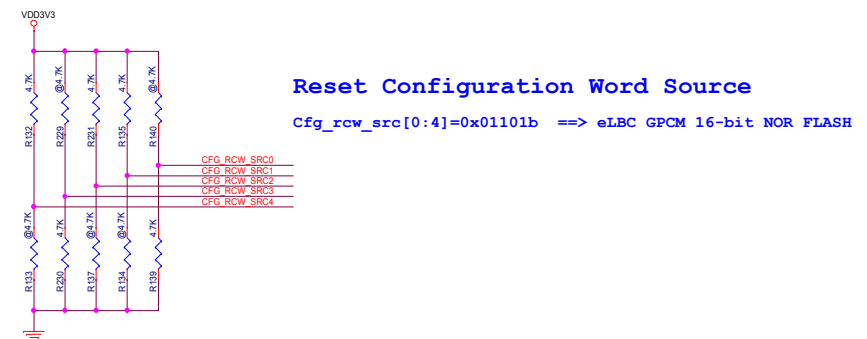 VDD3V3
4.7K
@4.7K
4.7K
4.7K
@4.7K
R132
R229
R231
R135
R140
Reset Configuration Word Source
Cfg_rcw_src[0:4]=0x01101b ==> eLBC GPCM 16-bit NOR FLASH
CFG_RCW_SRC0
CFG_RCW_SRC1
CFG_RCW_SRC2
CFG_RCW_SRC3
CFG_RCW_SRC4
@4.7K
4.7K
@4.7K
@4.7K
4.7K
R133
R230
R137
R134
R139